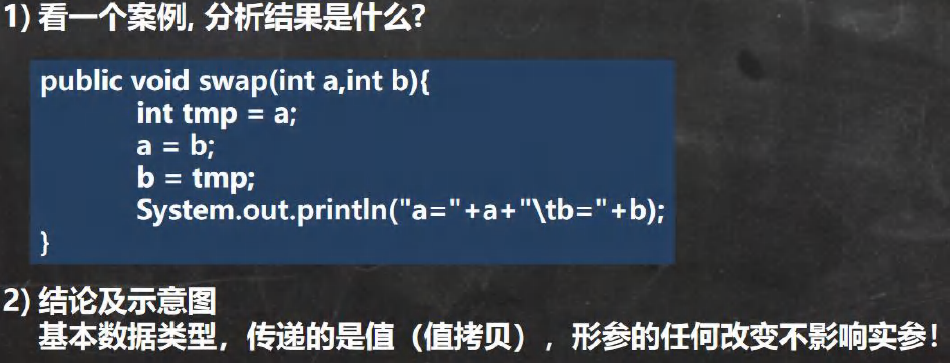 1) 看一个案例, 分析结果是什么?
public void swap(int a,int b){
int tmp = a;
a = b;
b = tmp;
System.out.println("a="+a+"\tb="+b);
}
2) 结论及示意图
基本数据类型，传递的是值（值拷贝），形参的任何改变不影响实参！